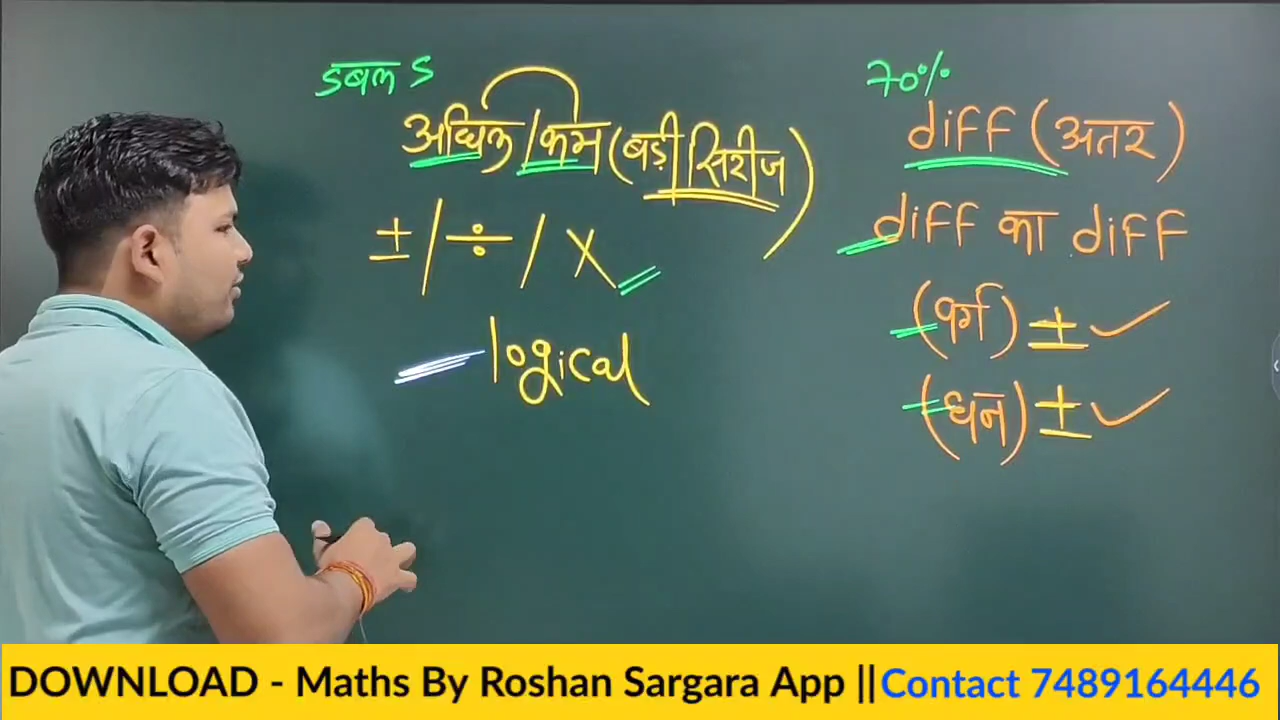 डबल S
अधिक/कम (बड़ी सिरीज)
± / ÷ / X
logical
70%
diff (अतर)
diff का diff
(वर्ग) ± ✓
(धन) ± ✓
DOWNLOAD - Maths By Roshan Sargara App || Contact 7489164446